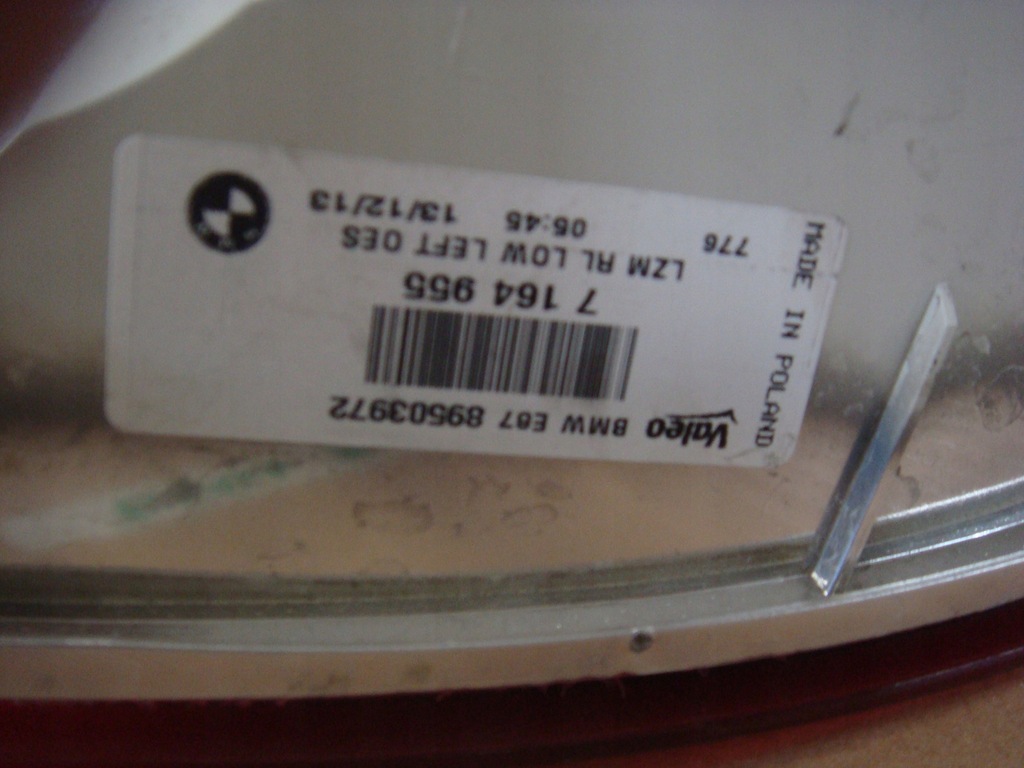 Valeo BMW E87 89503972
7 164 955
LZM RL LOW LEFT OES
776 05:45 13/12/13
MADE IN POLAND
BMW